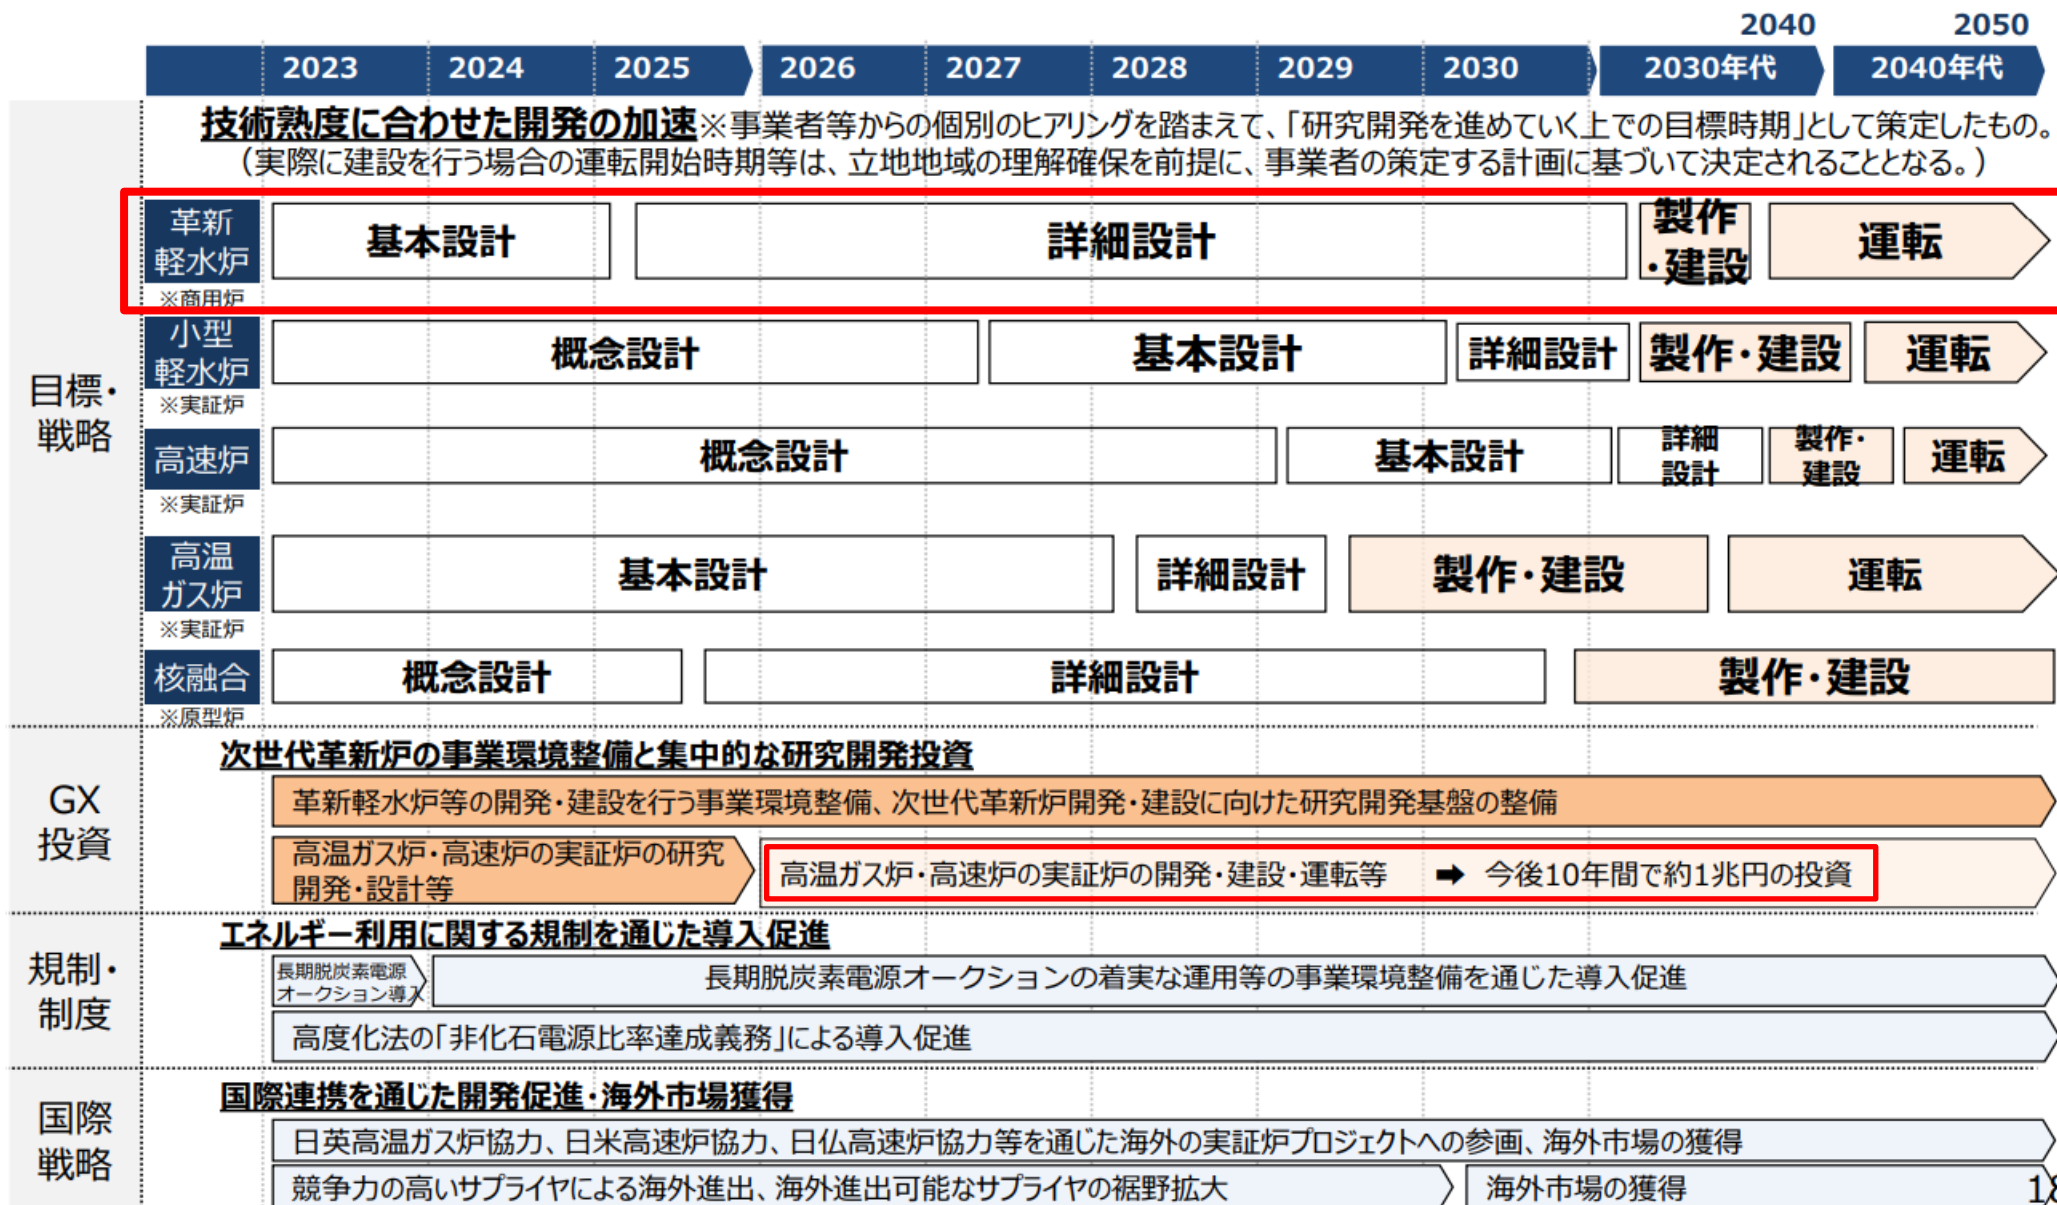 2040 2050
2023 2024 2025 2026 2027 2028 2029 2030 2030年代 2040年代
目標・
戦略
技術熟度に合わせた開発の加速※事業者等からの個別のヒアリングを踏まえて、「研究開発を進めていく上での目標時期」として策定したもの。
（実際に建設を行う場合の運転開始時期等は、立地地域の理解確保を前提に、事業者の策定する計画に基づいて決定されることとなる。）
革新
軽水炉
※商用炉
基本設計
詳細設計
製作
・建設
運転
小型
軽水炉
※実証炉
概念設計
基本設計
詳細設計
製作・建設
運転
高速炉
※実証炉
概念設計
基本設計
詳細
設計
製作・
建設
運転
高温
ガス炉
※実証炉
基本設計
詳細設計
製作・建設
運転
核融合
※原型炉
概念設計
詳細設計
製作・建設
GX
投資
次世代革新炉の事業環境整備と集中的な研究開発投資
革新軽水炉等の開発・建設を行う事業環境整備、次世代革新炉開発・建設に向けた研究開発基盤の整備
高温ガス炉・高速炉の実証炉の研究
開発・設計等
高温ガス炉・高速炉の実証炉の開発・建設・運転等 ➡ 今後10年間で約1兆円の投資
規制・
制度
エネルギー利用に関する規制を通じた導入促進
長期脱炭素電源
オークション導入
長期脱炭素電源オークションの着実な運用等の事業環境整備を通じた導入促進
高度化法の「非化石電源比率達成義務」による導入促進
国際
戦略
国際連携を通じた開発促進・海外市場獲得
日英高温ガス炉協力、日米高速炉協力、日仏高速炉協力等を通じた海外の実証炉プロジェクトへの参画、海外市場の獲得
競争力の高いサプライヤによる海外進出、海外進出可能なサプライヤの裾野拡大
海外市場の獲得
18